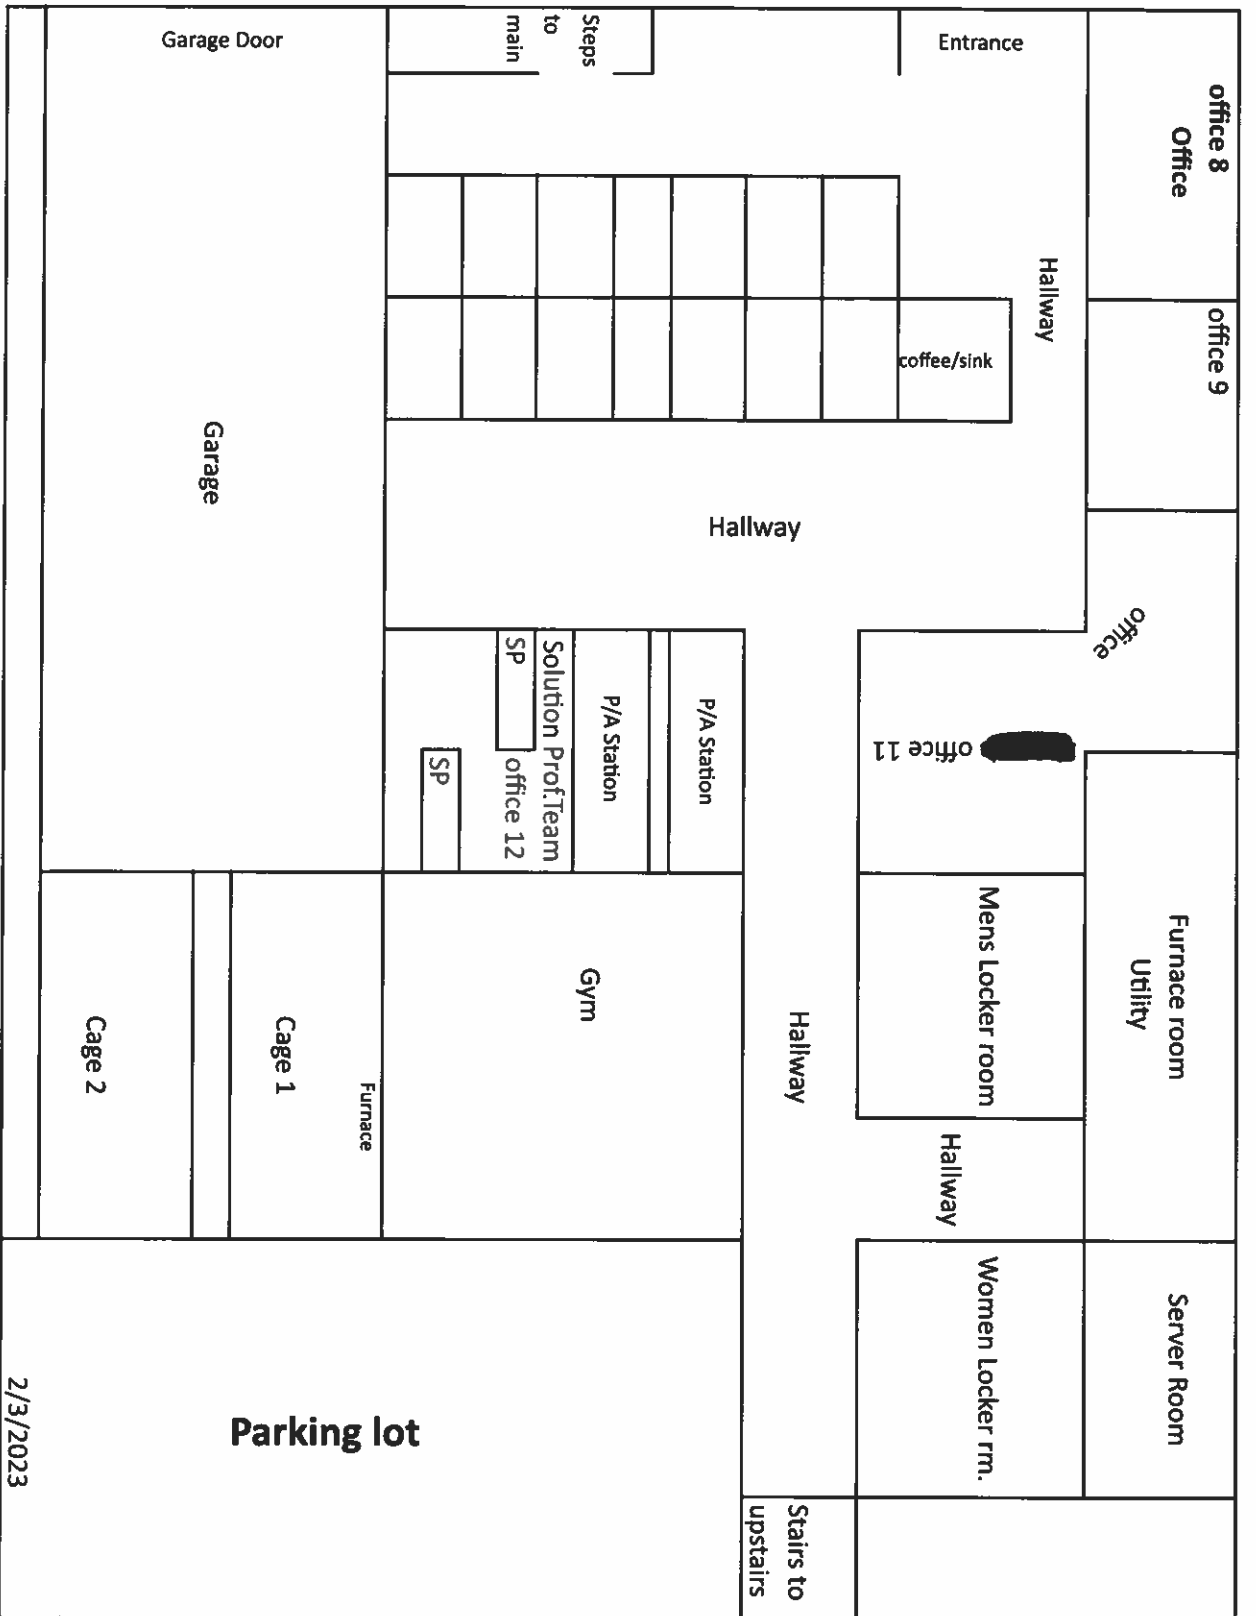 Garage Door
Steps
to
main
Entrance
office 8
Office
Hallway
office 9
coffee/sink
Garage
Hallway
office
office 11
P/A Station
P/A Station
Solution Prof.Team
SP
office 12
SP
Furnace room
Utility
Mens Locker room
Gym
Hallway
Cage 1
Furnace
Cage 2
Hallway
Women Locker rm.
Server Room
Parking lot
Stairs to
upstairs
2/3/2023